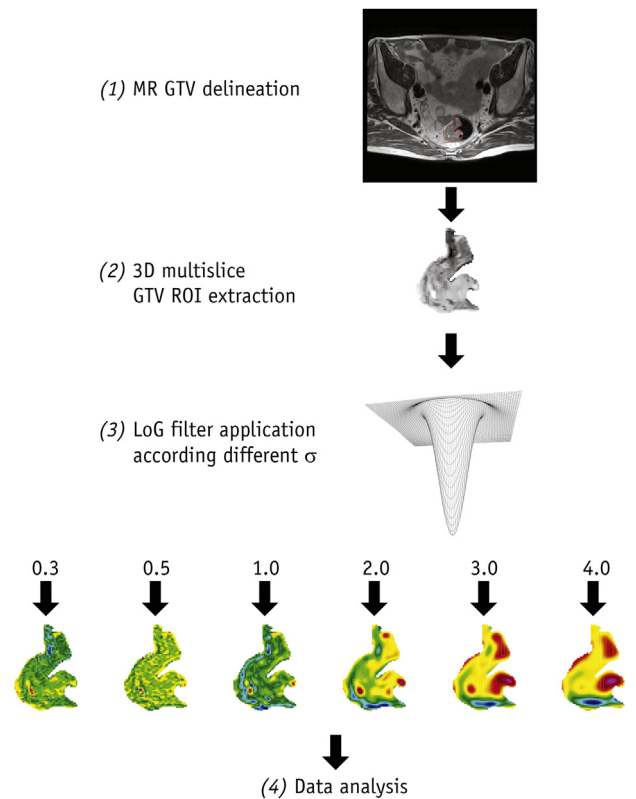 (1) MR GTV delineation
(2) 3D multislice
GTV ROI extraction
(3) LoG filter application
according different σ
0.3 0.5 1.0 2.0 3.0 4.0
(4) Data analysis